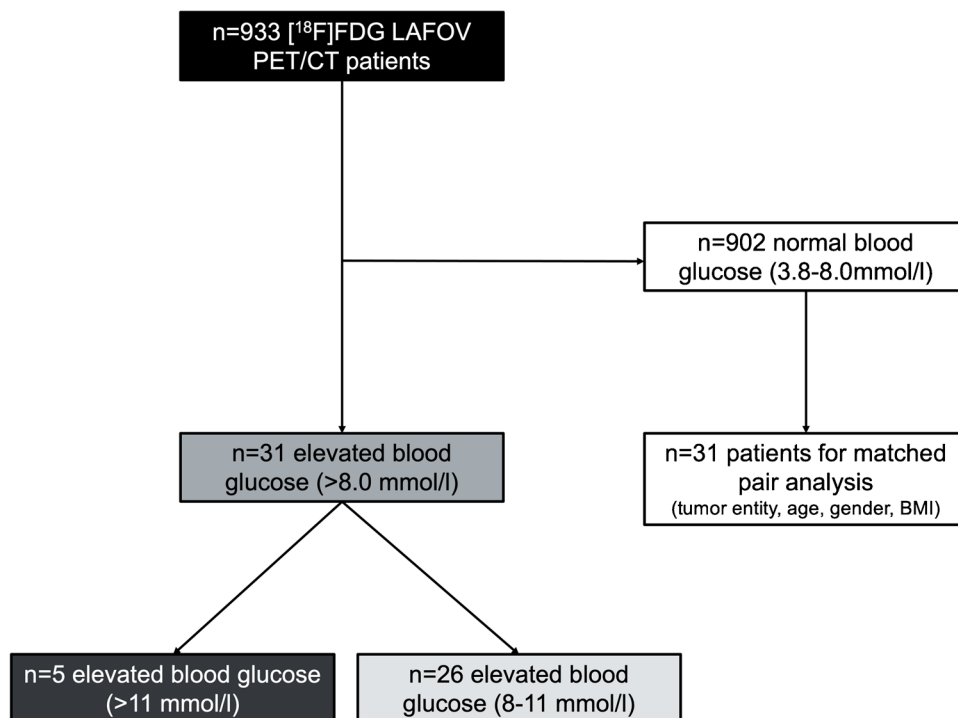 n=933 [¹⁸F]FDG LAFOV
PET/CT patients
n=902 normal blood
glucose (3.8-8.0mmol/l)
n=31 elevated blood
glucose (>8.0 mmol/l)
n=31 patients for matched
pair analysis
(tumor entity, age, gender, BMI)
n=5 elevated blood glucose
(>11 mmol/l)
n=26 elevated blood
glucose (8-11 mmol/l)